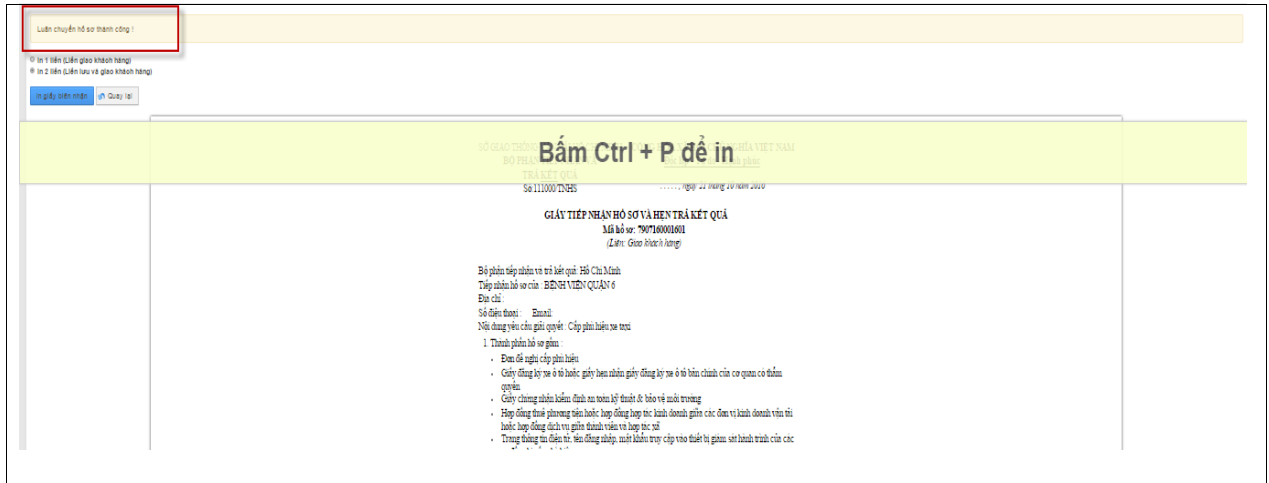 Luân chuyển hồ sơ thành công !
In 1 liên (Liên giao khách hàng)
In 2 liên (Liên lưu và giao khách hàng)
In giấy biên nhận Quay lại
Bấm Ctrl + P để in
SỞ GIAO THÔNG NGHĨA VIỆT NAM
BỘ PHẬN
TRẢ KẾT QUẢ
Số:111000/TNHS ....., ngày 21 tháng 10 năm 2016
GIẤY TIẾP NHẬN HỒ SƠ VÀ HẸN TRẢ KẾT QUẢ
Mã hồ sơ: 7907160001601
(Liên: Giao khách hàng)
Bộ phận tiếp nhận và trả kết quả: Hồ Chí Minh
Tiếp nhận hồ sơ của : BỆNH VIỆN QUẬN 6
Địa chỉ :
Số điện thoại : Email:
Nội dung yêu cầu giải quyết : Cấp phù hiệu xe taxi
1. Thành phần hồ sơ gồm :
• Đơn đề nghị cấp phù hiệu
• Giấy đăng ký xe ô tô hoặc giấy hẹn nhận giấy đăng ký xe ô tô bản chính của cơ quan có thẩm
quyền
• Giấy chứng nhận kiểm định an toàn kỹ thuật & bảo vệ môi trường
• Hợp đồng thuê phương tiện hoặc hợp đồng hợp tác kinh doanh giữa các đơn vị kinh doanh vận tải
hoặc hợp đồng dịch vụ giữa thành viên và hợp tác xã
• Trang thông tin điện tử, tên đăng nhập, mật khẩu truy cập vào thiết bị giám sát hành trình của các